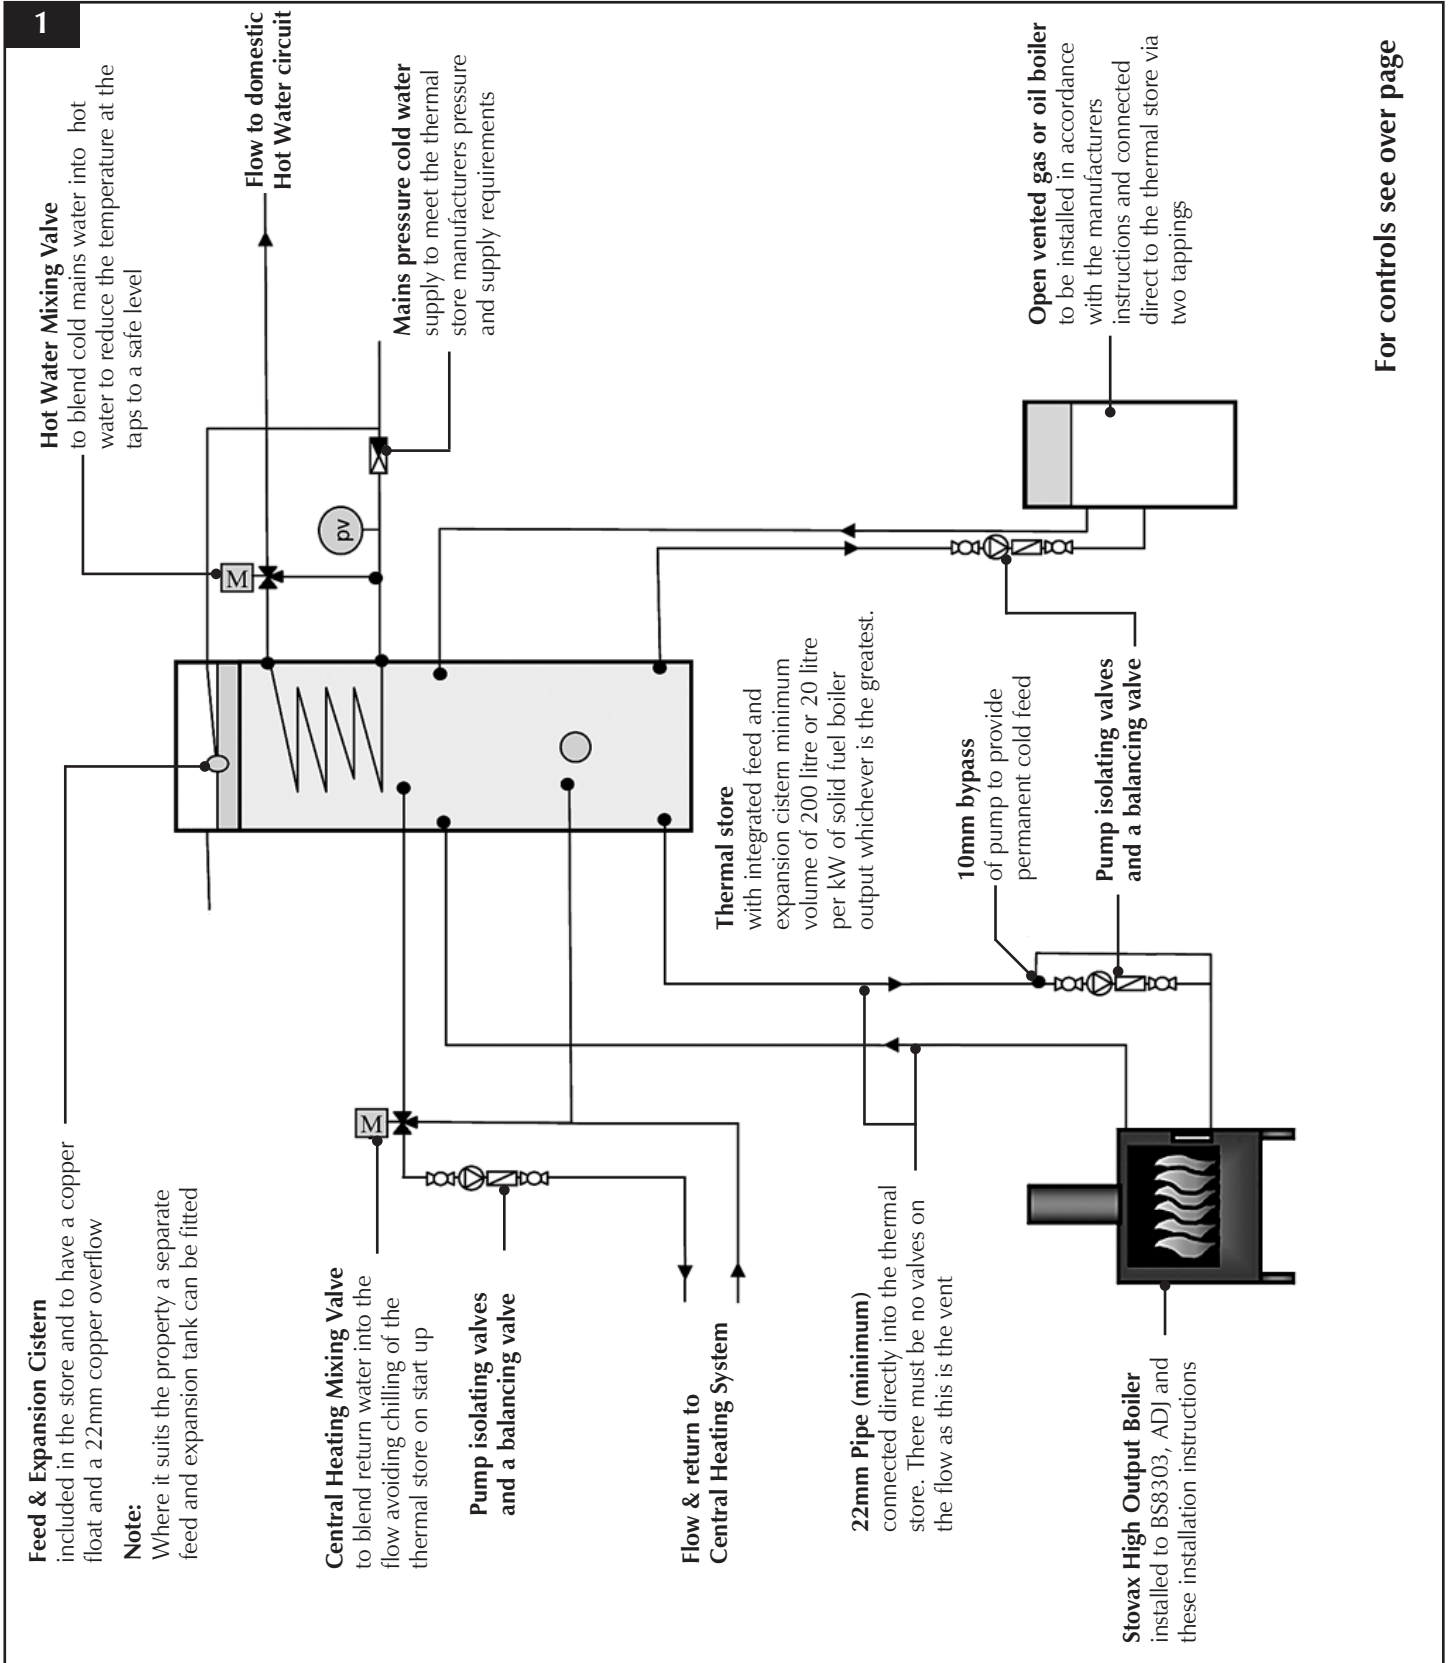 1
Feed & Expansion Cistern
included in the store and to have a copper
float and a 22mm copper overflow
Note:
Where it suits the property a separate
feed and expansion tank can be fitted
Hot Water Mixing Valve
to blend cold mains water into hot
water to reduce the temperature at the
taps to a safe level
Flow to domestic
Hot Water circuit
Mains pressure cold water
supply to meet the thermal
store manufacturers pressure
and supply requirements
M
pv
Central Heating Mixing Valve
to blend return water into the
flow avoiding chilling of the
thermal store on start up
M
Pump isolating valves
and a balancing valve
Flow & return to
Central Heating System
Thermal store
with integrated feed and
expansion cistern minimum
volume of 200 litre or 20 litre
per kW of solid fuel boiler
output whichever is the greatest.
22mm Pipe (minimum)
connected directly into the thermal
store. There must be no valves on
the flow as this is the vent
10mm bypass
of pump to provide
permanent cold feed
Pump isolating valves
and a balancing valve
Open vented gas or oil boiler
to be installed in accordance
with the manufacturers
instructions and connected
direct to the thermal store via
two tappings
Stovax High Output Boiler
installed to BS8303, ADJ and
these installation instructions
For controls see over page